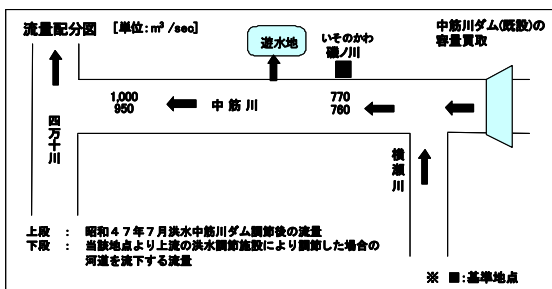 流量配分図 [単位:m³/sec]
中筋川ダム(既設)の
容量買取
遊水地
いそのかわ
磯ノ川
1,000
950
中筋川
770
760
四万十川
横瀬川
上段 : 昭和47年7月洪水中筋川ダム調節後の流量
下段 : 当該地点より上流の洪水調節施設により調節した場合の
河道を流下する流量
※ ■:基準地点